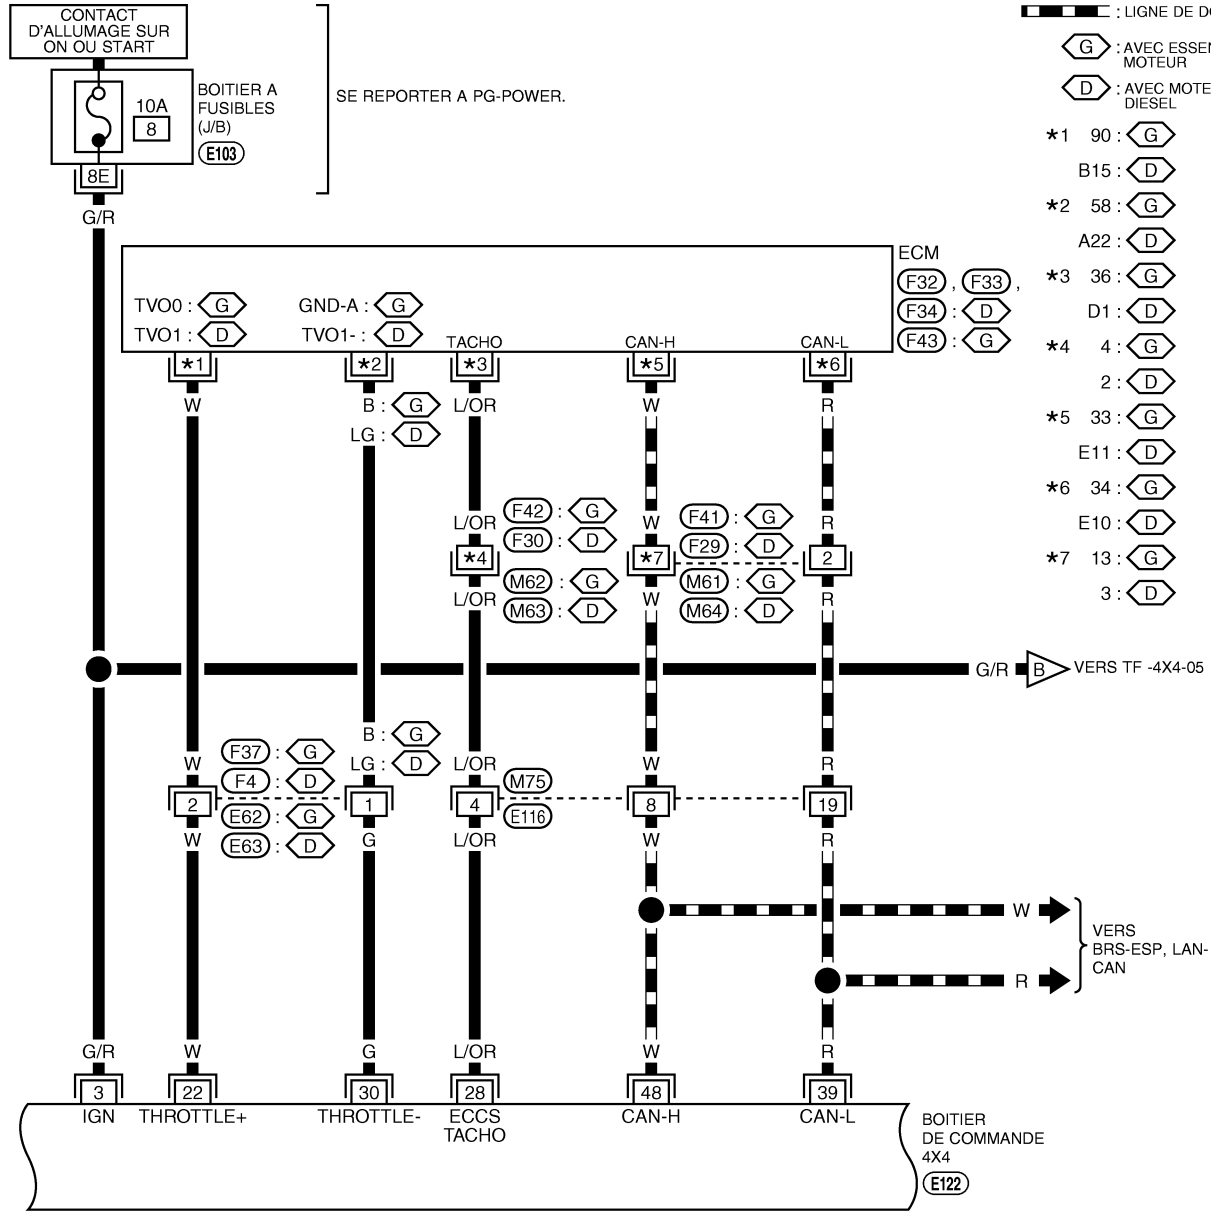 CONTACT
D'ALLUMAGE SUR
ON OU START
BOITIER A
FUSIBLES
(J/B)
E103
10A
8
8E
G/R
SE REPORTER A PG-POWER.
: LIGNE DE D
G : AVEC ESSE
MOTEUR
D : AVEC MOTE
DIESEL
*1 90 : G
B15 : D
*2 58 : G
A22 : D
*3 36 : G
D1 : D
*4 4 : G
2 : D
*5 33 : G
E11 : D
*6 34 : G
E10 : D
*7 13 : G
3 : D
ECM
F32 , F33 ,
F34 : D
F43 : G
TVO0 : G GND-A : G
TVO1 : D TVO1- : D
TACHO CAN-H CAN-L
*1 *2 *3 *5 *6
W B : G L/OR W R
LG : D
F42 : G F41 : G
L/OR W R
F30 : D F29 : D
*4 *7 2
M62 : G M61 : G
L/OR W R
M63 : D M64 : D
G/R B VERS TF -4X4-05
B : G
F37 : G
W LG : D L/OR W R
F4 : D M75
2 1 4 8 19
E62 : G E116
W G L/OR W R
E63 : D
W
VERS
BRS-ESP, LAN-
CAN
R
G/R W G L/OR W R
3 22 30 28 48 39
IGN THROTTLE+ THROTTLE- ECCS CAN-H CAN-L
TACHO
BOITIER
DE COMMANDE
4X4
E122